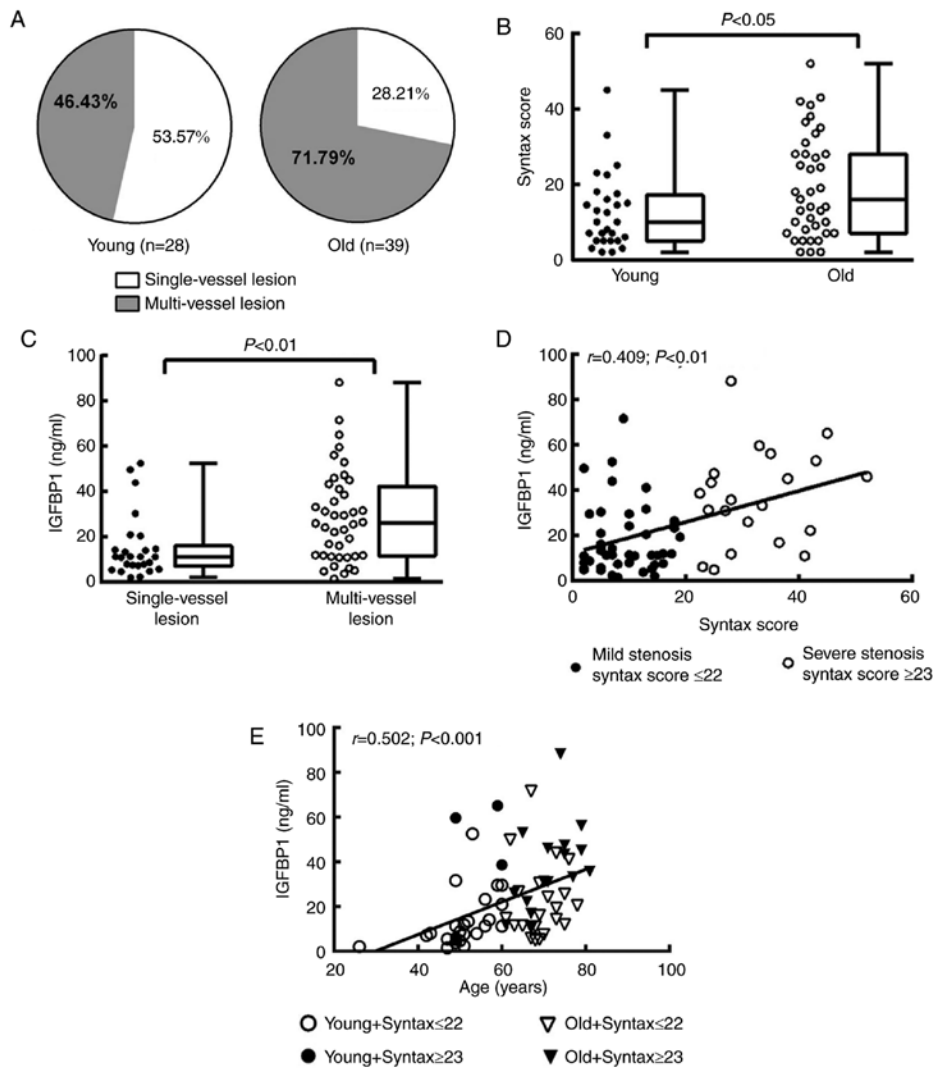 A
46.43%
53.57%
28.21%
71.79%
Young (n=28)
Old (n=39)
Single-vessel lesion
Multi-vessel lesion
B
P<0.05
60
40
20
0
Syntax score
Young
Old
C
P<0.01
100
80
60
40
20
0
IGFBP1 (ng/ml)
Single-vessel
lesion
Multi-vessel
lesion
D
r=0.409; P<0.01
100
80
60
40
20
0
IGFBP1 (ng/ml)
0
20
40
60
Syntax score
Mild stenosis
syntax score ≤22
Severe stenosis
syntax score ≥23
E
r=0.502; P<0.001
100
80
60
40
20
0
IGFBP1 (ng/ml)
20
40
60
80
100
Age (years)
Young+Syntax≤22
Old+Syntax≤22
Young+Syntax≥23
Old+Syntax≥23